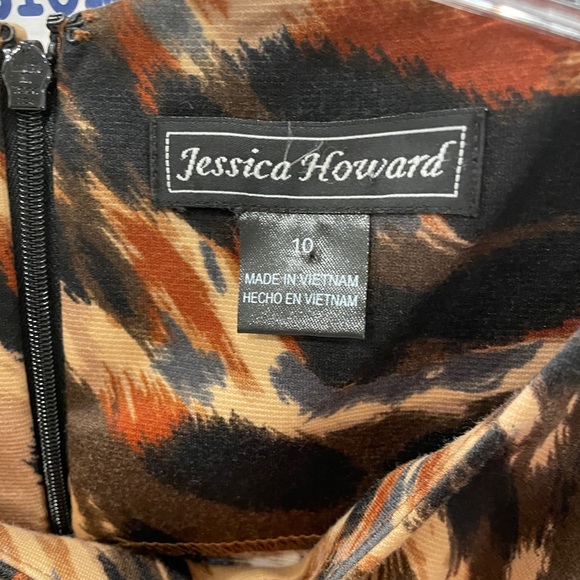 Jessica Howard
10
MADE IN VIETNAM
HECHO EN VIETNAM